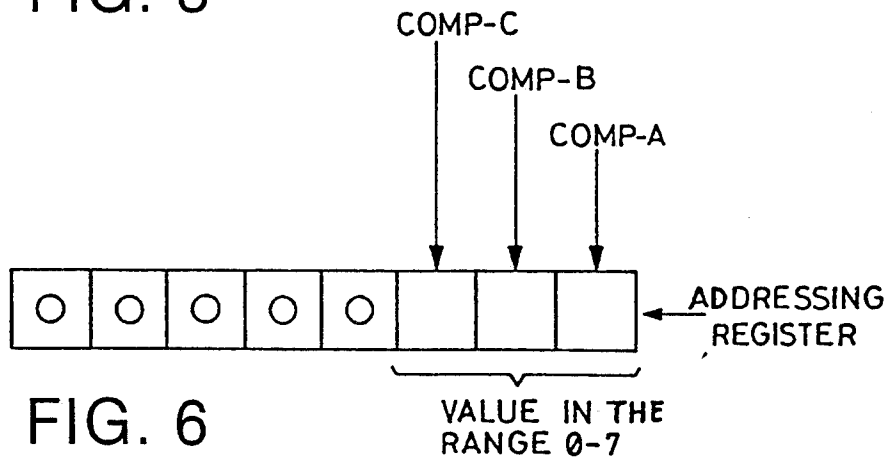 COMP-C
COMP-B
COMP-A
O O O O O
ADDRESSING
REGISTER
VALUE IN THE
RANGE 0-7
FIG. 6